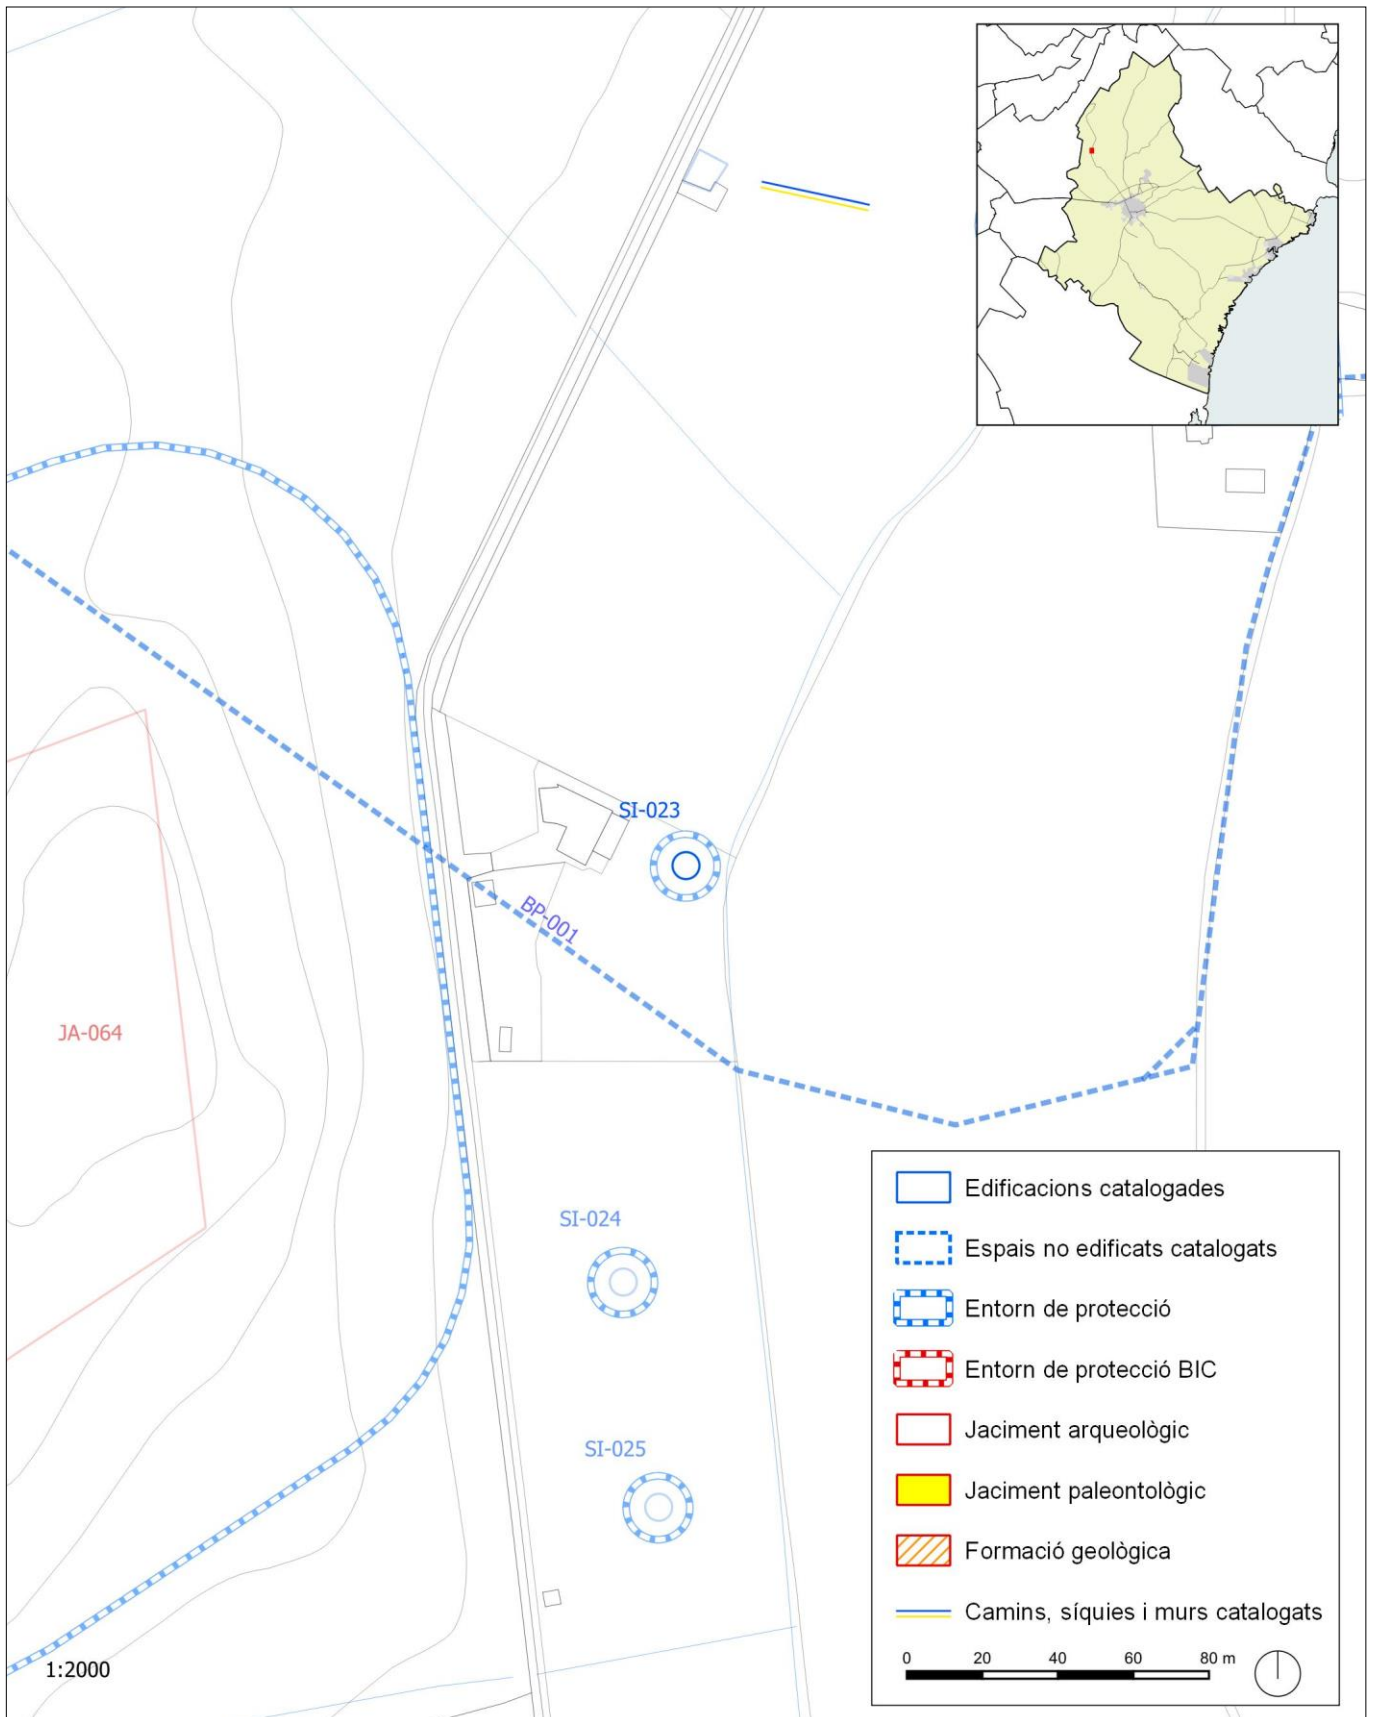 SI-023
BP-001
JA-064
SI-024
SI-025
1:2000
Edificacions catalogades
Espais no edificats catalogats
Entorn de protecció
Entorn de protecció BIC
Jaciment arqueològic
Jaciment paleontològic
Formació geològica
Camins, síquies i murs catalogats
0 20 40 60 80 m